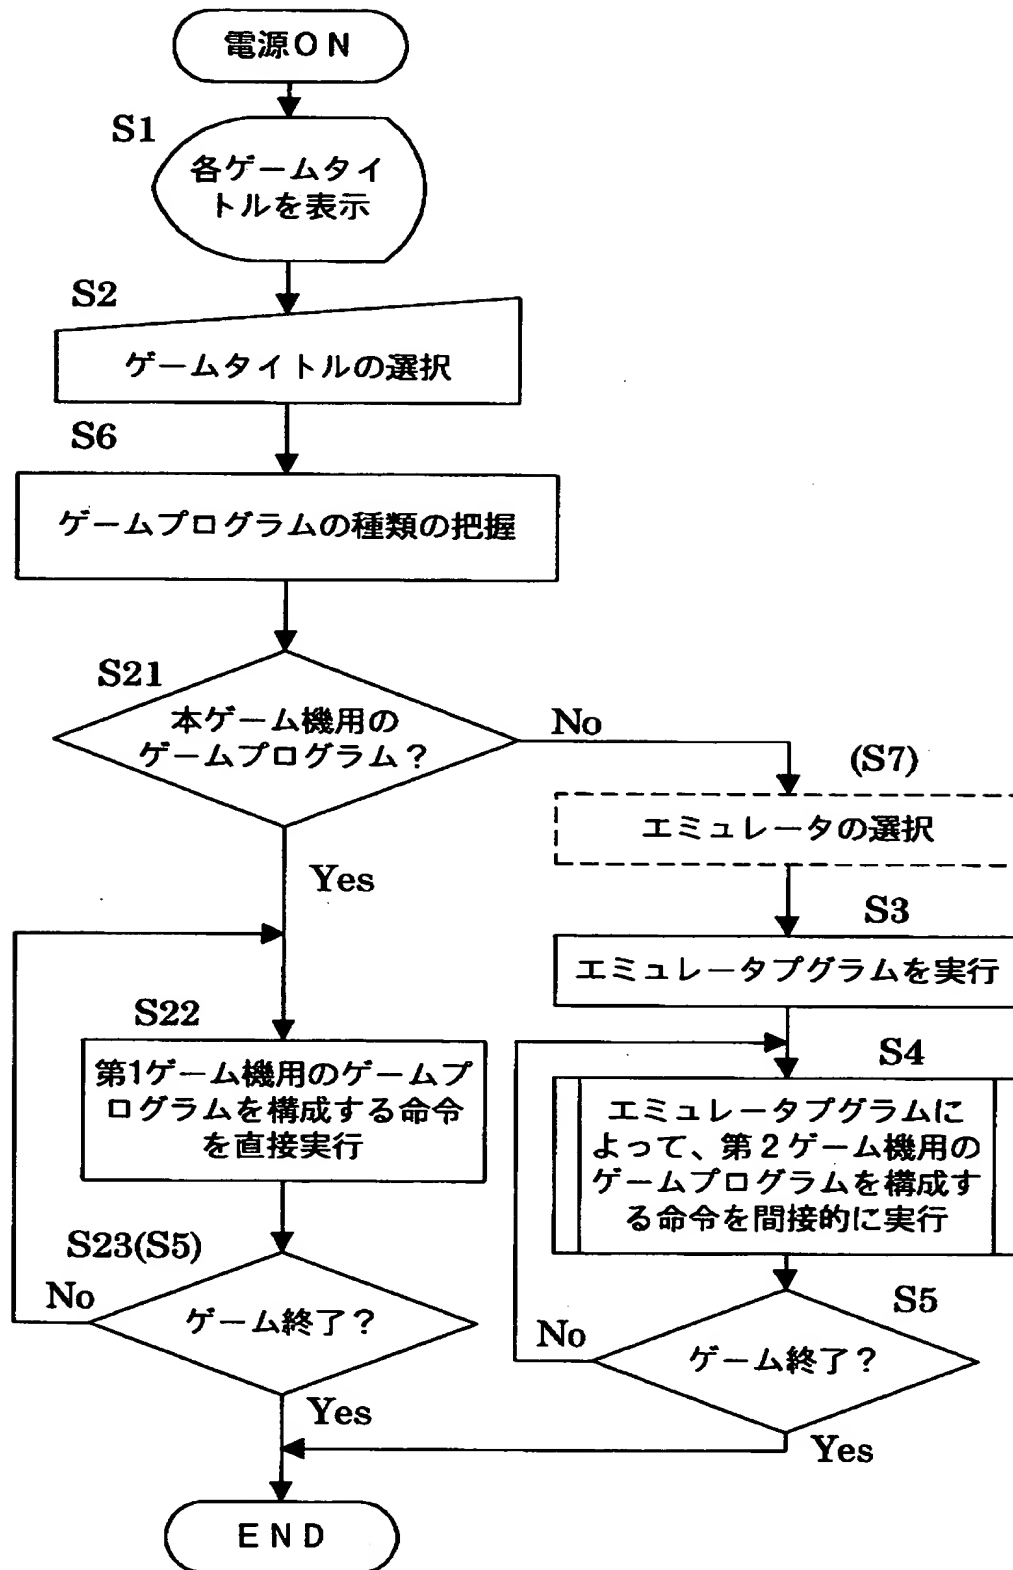 電源ON
S1
各ゲームタイ
トルを表示
S2
ゲームタイトルの選択
S6
ゲームプログラムの種類の把握
S21
本ゲーム機用の
ゲームプログラム？
No
(S7)
エミュレータの選択
Yes
S3
エミュレータプグラムを実行
S22
第1ゲーム機用のゲームプ
ログラムを構成する命令
を直接実行
S4
エミュレータプグラムに
よって、第２ゲーム機用の
ゲームプログラムを構成す
る命令を間接的に実行
S23(S5)
No
ゲーム終了？
Yes
S5
No
ゲーム終了？
Yes
END